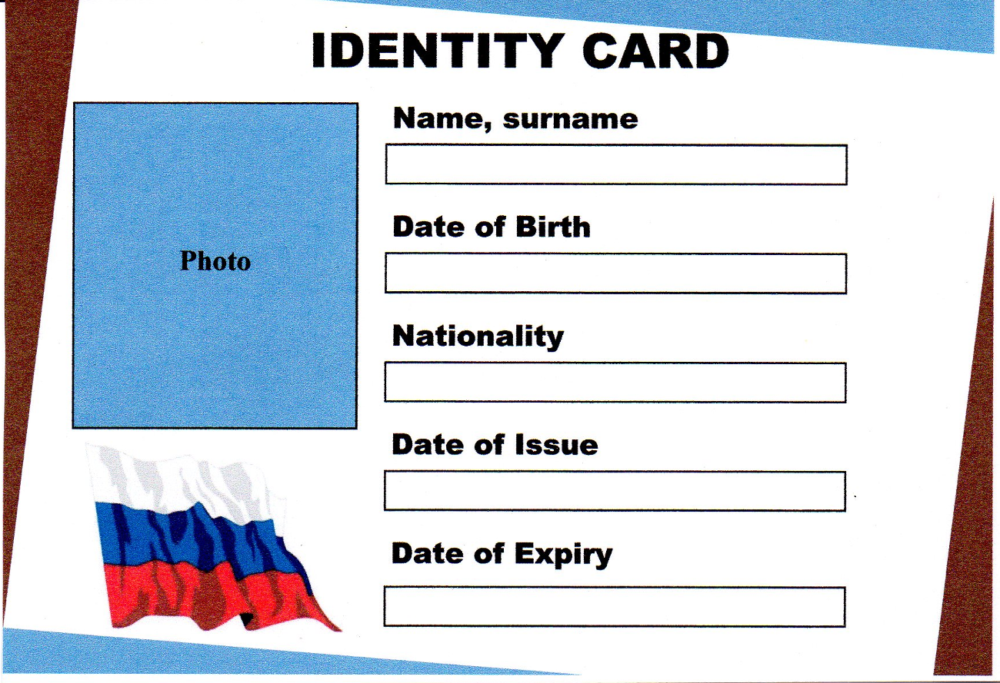 IDENTITY CARD
Name, surname
Date of Birth
Photo
Nationality
Date of Issue
Date of Expiry